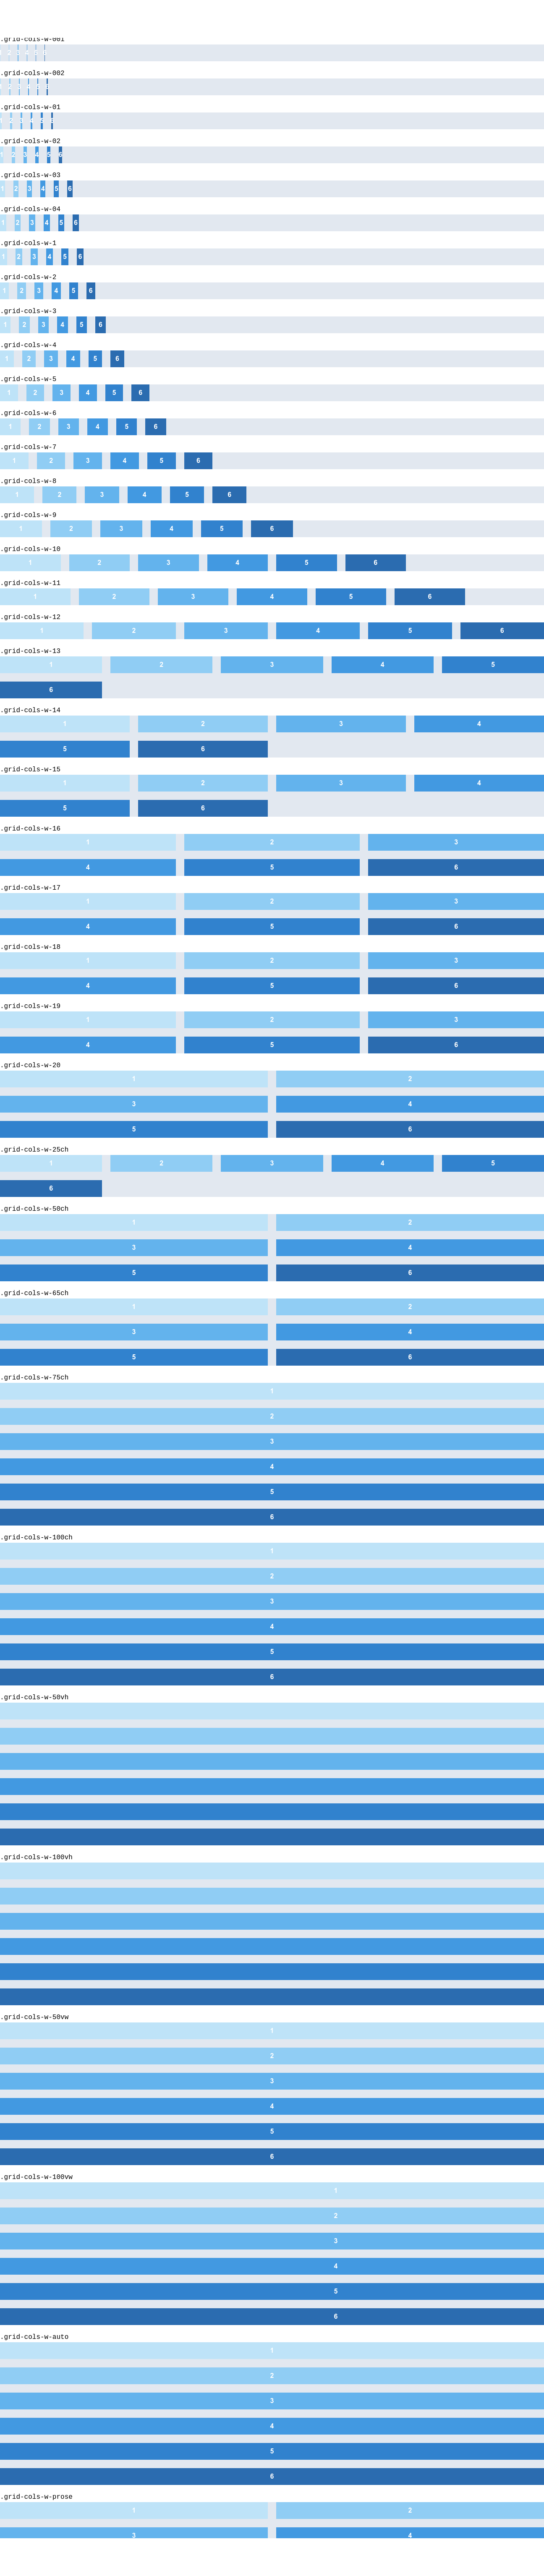 .grid-cols-w-001
.grid-cols-w-002
.grid-cols-w-01
.grid-cols-w-02
1 2 3 4 5 6
.grid-cols-w-03
1 2 3 4 5 6
.grid-cols-w-04
1 2 3 4 5 6
.grid-cols-w-1
1 2 3 4 5 6
.grid-cols-w-2
1 2 3 4 5 6
.grid-cols-w-3
1 2 3 4 5 6
.grid-cols-w-4
1 2 3 4 5 6
.grid-cols-w-5
1 2 3 4 5 6
.grid-cols-w-6
1 2 3 4 5 6
.grid-cols-w-7
1 2 3 4 5 6
.grid-cols-w-8
1 2 3 4 5 6
.grid-cols-w-9
1 2 3 4 5 6
.grid-cols-w-10
1 2 3 4 5 6
.grid-cols-w-11
1 2 3 4 5 6
.grid-cols-w-12
1 2 3 4 5 6
.grid-cols-w-13
1 2 3 4 5
6
.grid-cols-w-14
1 2 3 4
5 6
.grid-cols-w-15
1 2 3 4
5 6
.grid-cols-w-16
1 2 3
4 5 6
.grid-cols-w-17
1 2 3
4 5 6
.grid-cols-w-18
1 2 3
4 5 6
.grid-cols-w-19
1 2 3
4 5 6
.grid-cols-w-20
1 2
3 4
5 6
.grid-cols-w-25ch
1 2 3 4 5
6
.grid-cols-w-50ch
1 2
3 4
5 6
.grid-cols-w-65ch
1 2
3 4
5 6
.grid-cols-w-75ch
1
2
3
4
5
6
.grid-cols-w-100ch
1
2
3
4
5
6
.grid-cols-w-50vh
.grid-cols-w-100vh
.grid-cols-w-50vw
1
2
3
4
5
6
.grid-cols-w-100vw
1
2
3
4
5
6
.grid-cols-w-auto
1
2
3
4
5
6
.grid-cols-w-prose
1 2
3 4